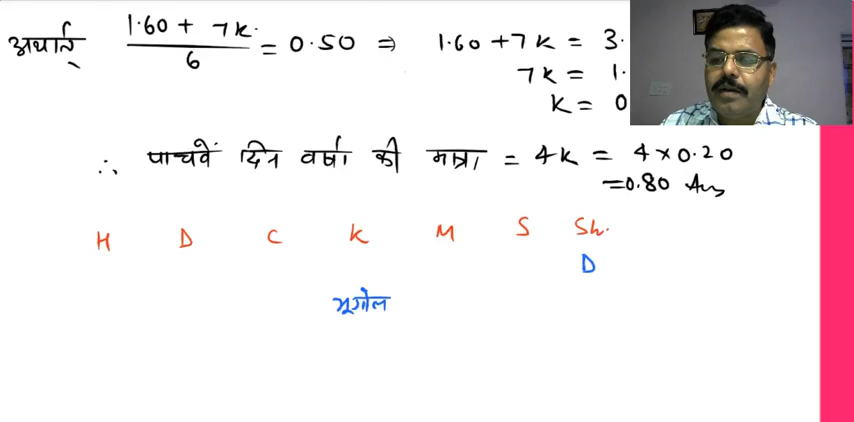 अर्थात् 1.60 + 7k / 6 = 0.50 ⇒ 1.60 + 7k = 3.
7k = 1.
k = 0
∴ पाचवें दिन वर्षा की मात्रा = 4k = 4 × 0.20
= 0.80 Ans
H D C K M S Sh.
D
भूगोल